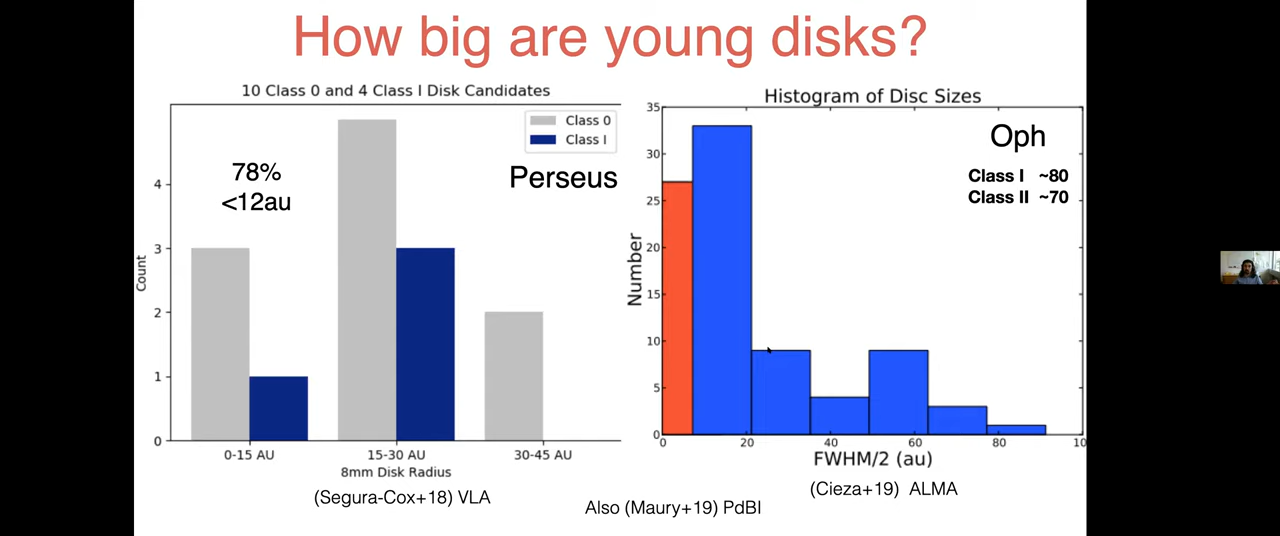 How big are young disks?
10 Class 0 and 4 Class I Disk Candidates
Class 0
Class I
78%
<12au
Perseus
Count
4
3
2
1
0
0-15 AU
15-30 AU
30-45 AU
8mm Disk Radius
(Segura-Cox+18) VLA
Histogram of Disc Sizes
Oph
Class I ~80
Class II ~70
Number
35
30
25
20
15
10
5
0
0
20
40
60
80
10
FWHM/2 (au)
(Cieza+19) ALMA
Also (Maury+19) PdBI